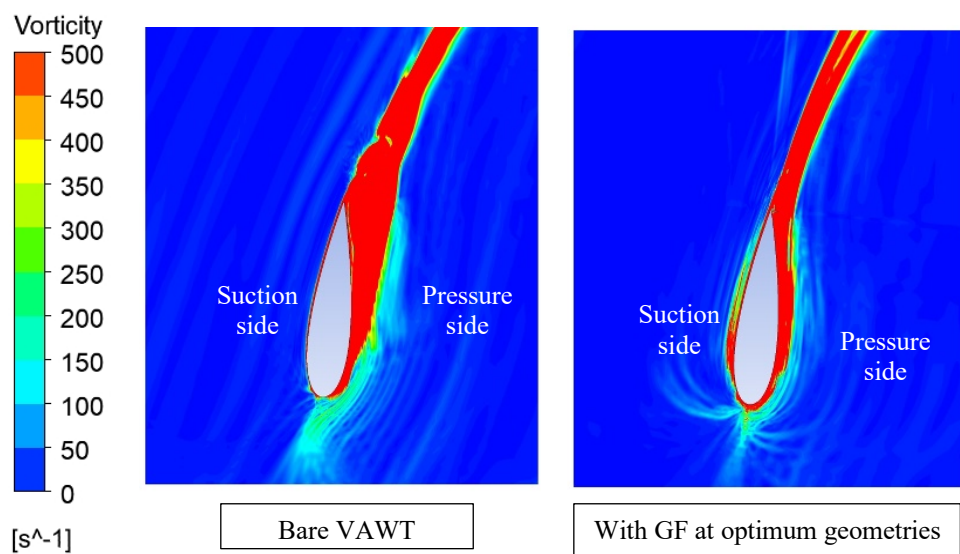 Vorticity
500
450
400
350
300
250
200
150
100
50
0
[s^-1]
Suction
side
Pressure
side
Suction
side
Pressure
side
Bare VAWT
With GF at optimum geometries